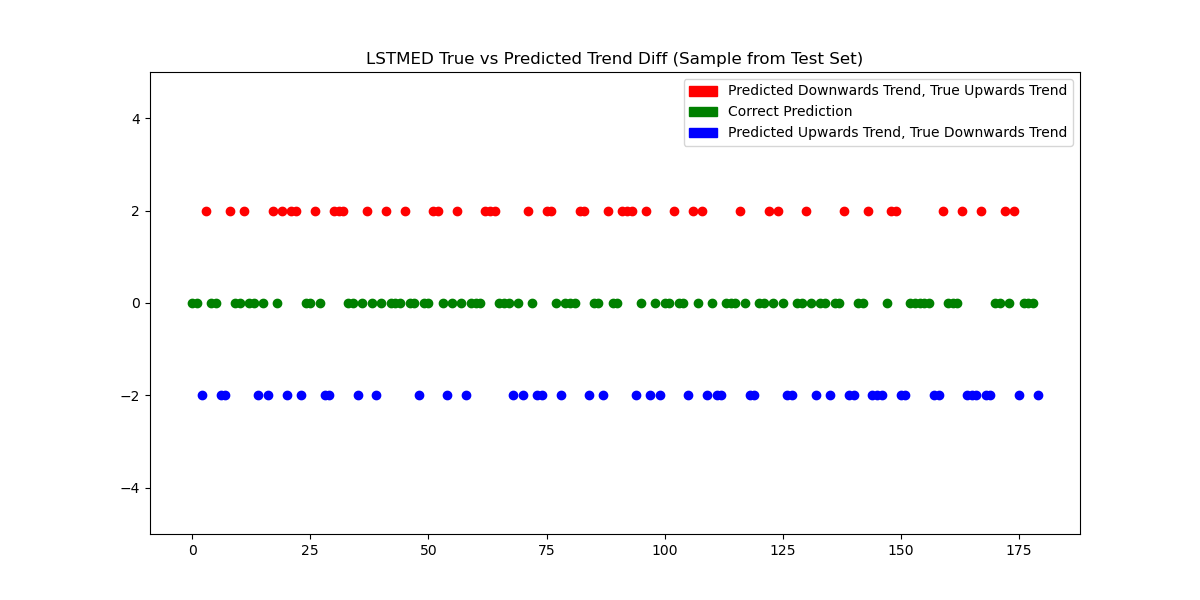 LSTMED True vs Predicted Trend Diff (Sample from Test Set)
Predicted Downwards Trend, True Upwards Trend
Correct Prediction
Predicted Upwards Trend, True Downwards Trend
4
2
0
−2
−4
0 25 50 75 100 125 150 175